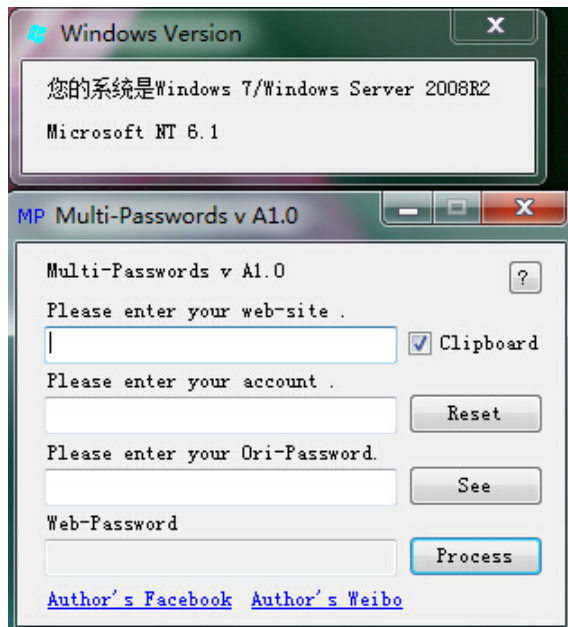 Windows Version
您的系统是Windows 7/Windows Server 2008R2
Microsoft NT 6.1
MP Multi-Passwords v A1.0
Multi-Passwords v A1.0
?
Please enter your web-site .
Clipboard
Please enter your account .
Reset
Please enter your Ori-Password.
See
Web-Password
Process
Author's Facebook Author's Weibo